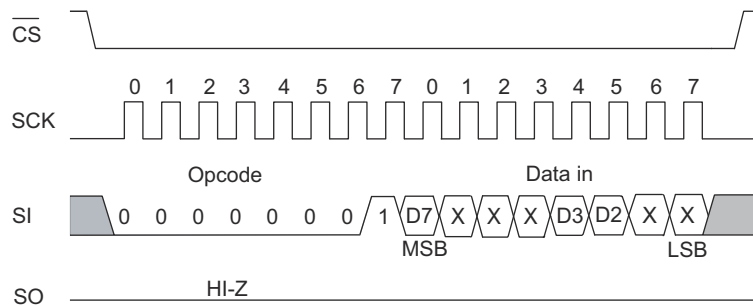 CS
0 1 2 3 4 5 6 7 0 1 2 3 4 5 6 7
SCK
Opcode Data in
SI 0 0 0 0 0 0 0 1 D7 X X X D3 D2 X X
MSB LSB
HI-Z
SO